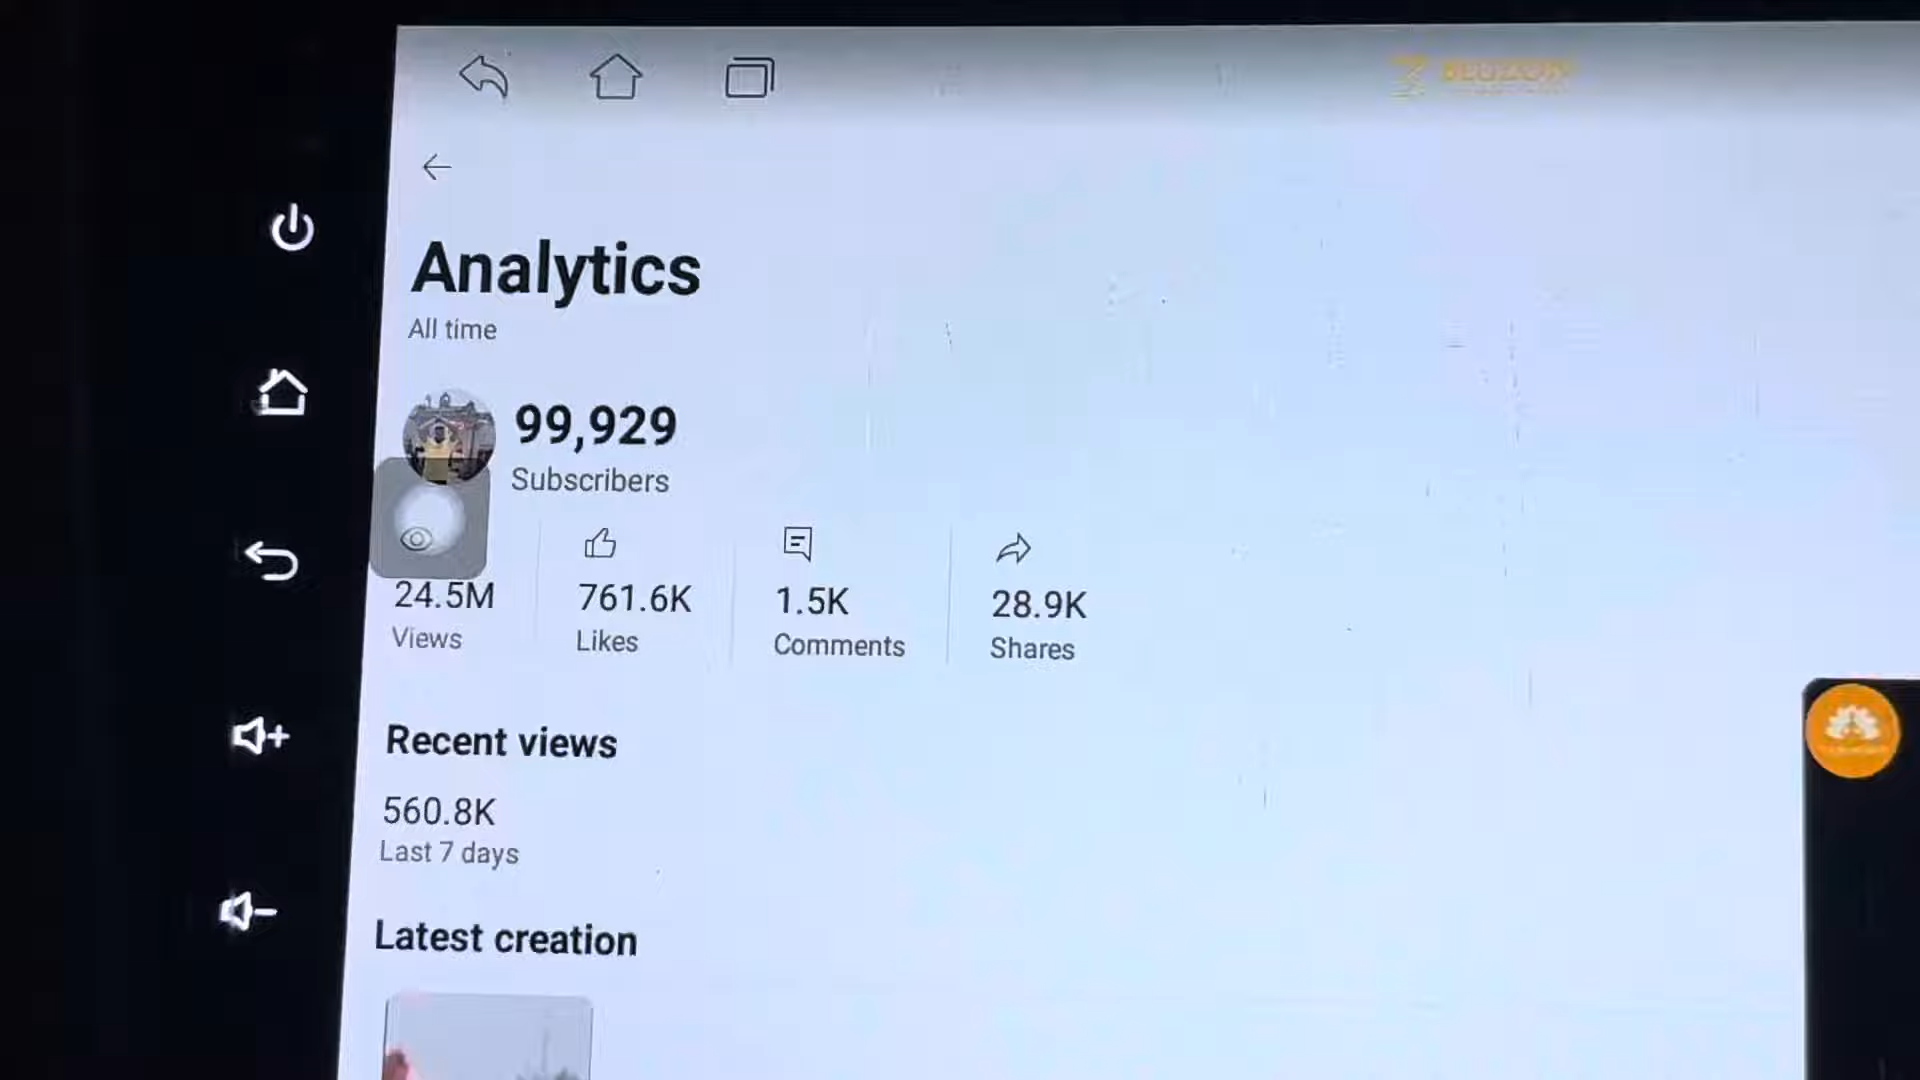 Analytics
All time
99,929
Subscribers
24.5M
Views
761.6K
Likes
1.5K
Comments
28.9K
Shares
Recent views
560.8K
Last 7 days
Latest creation